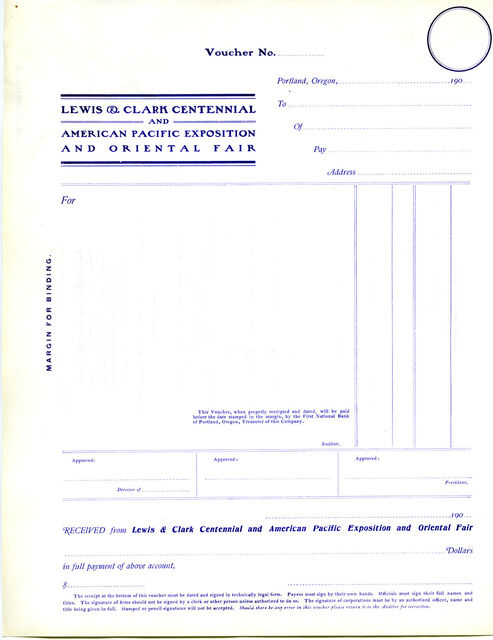 Voucher No.
Portland, Oregon, 190
To
Of
Pay
Address
LEWIS & CLARK CENTENNIAL
AND
AMERICAN PACIFIC EXPOSITION
AND ORIENTAL FAIR
For
MARGIN FOR BINDING.
This Voucher, when properly receipted and dated, will be paid
before the date stamped in the margin, by the First National Bank
of Portland, Oregon, Treasurer of this Company.
Auditor.
Approved:
Director of
Approved:
Approved:
President.
190
RECEIVED from Lewis & Clark Centennial and American Pacific Exposition and Oriental Fair
Dollars
in full payment of above account,
$
The receipt at the bottom of this voucher must be dated and signed in technically legal form. Payees must sign by their own hands. Officials must sign their full names and
titles. The signature of firms should not be signed by a clerk or other person unless authorized to do so. The signature of corporations must be by an authorized officer, name and
title being given in full. Stamped or pencil signatures will not be accepted. Should there be any error in this voucher please return it to the Auditor for correction.